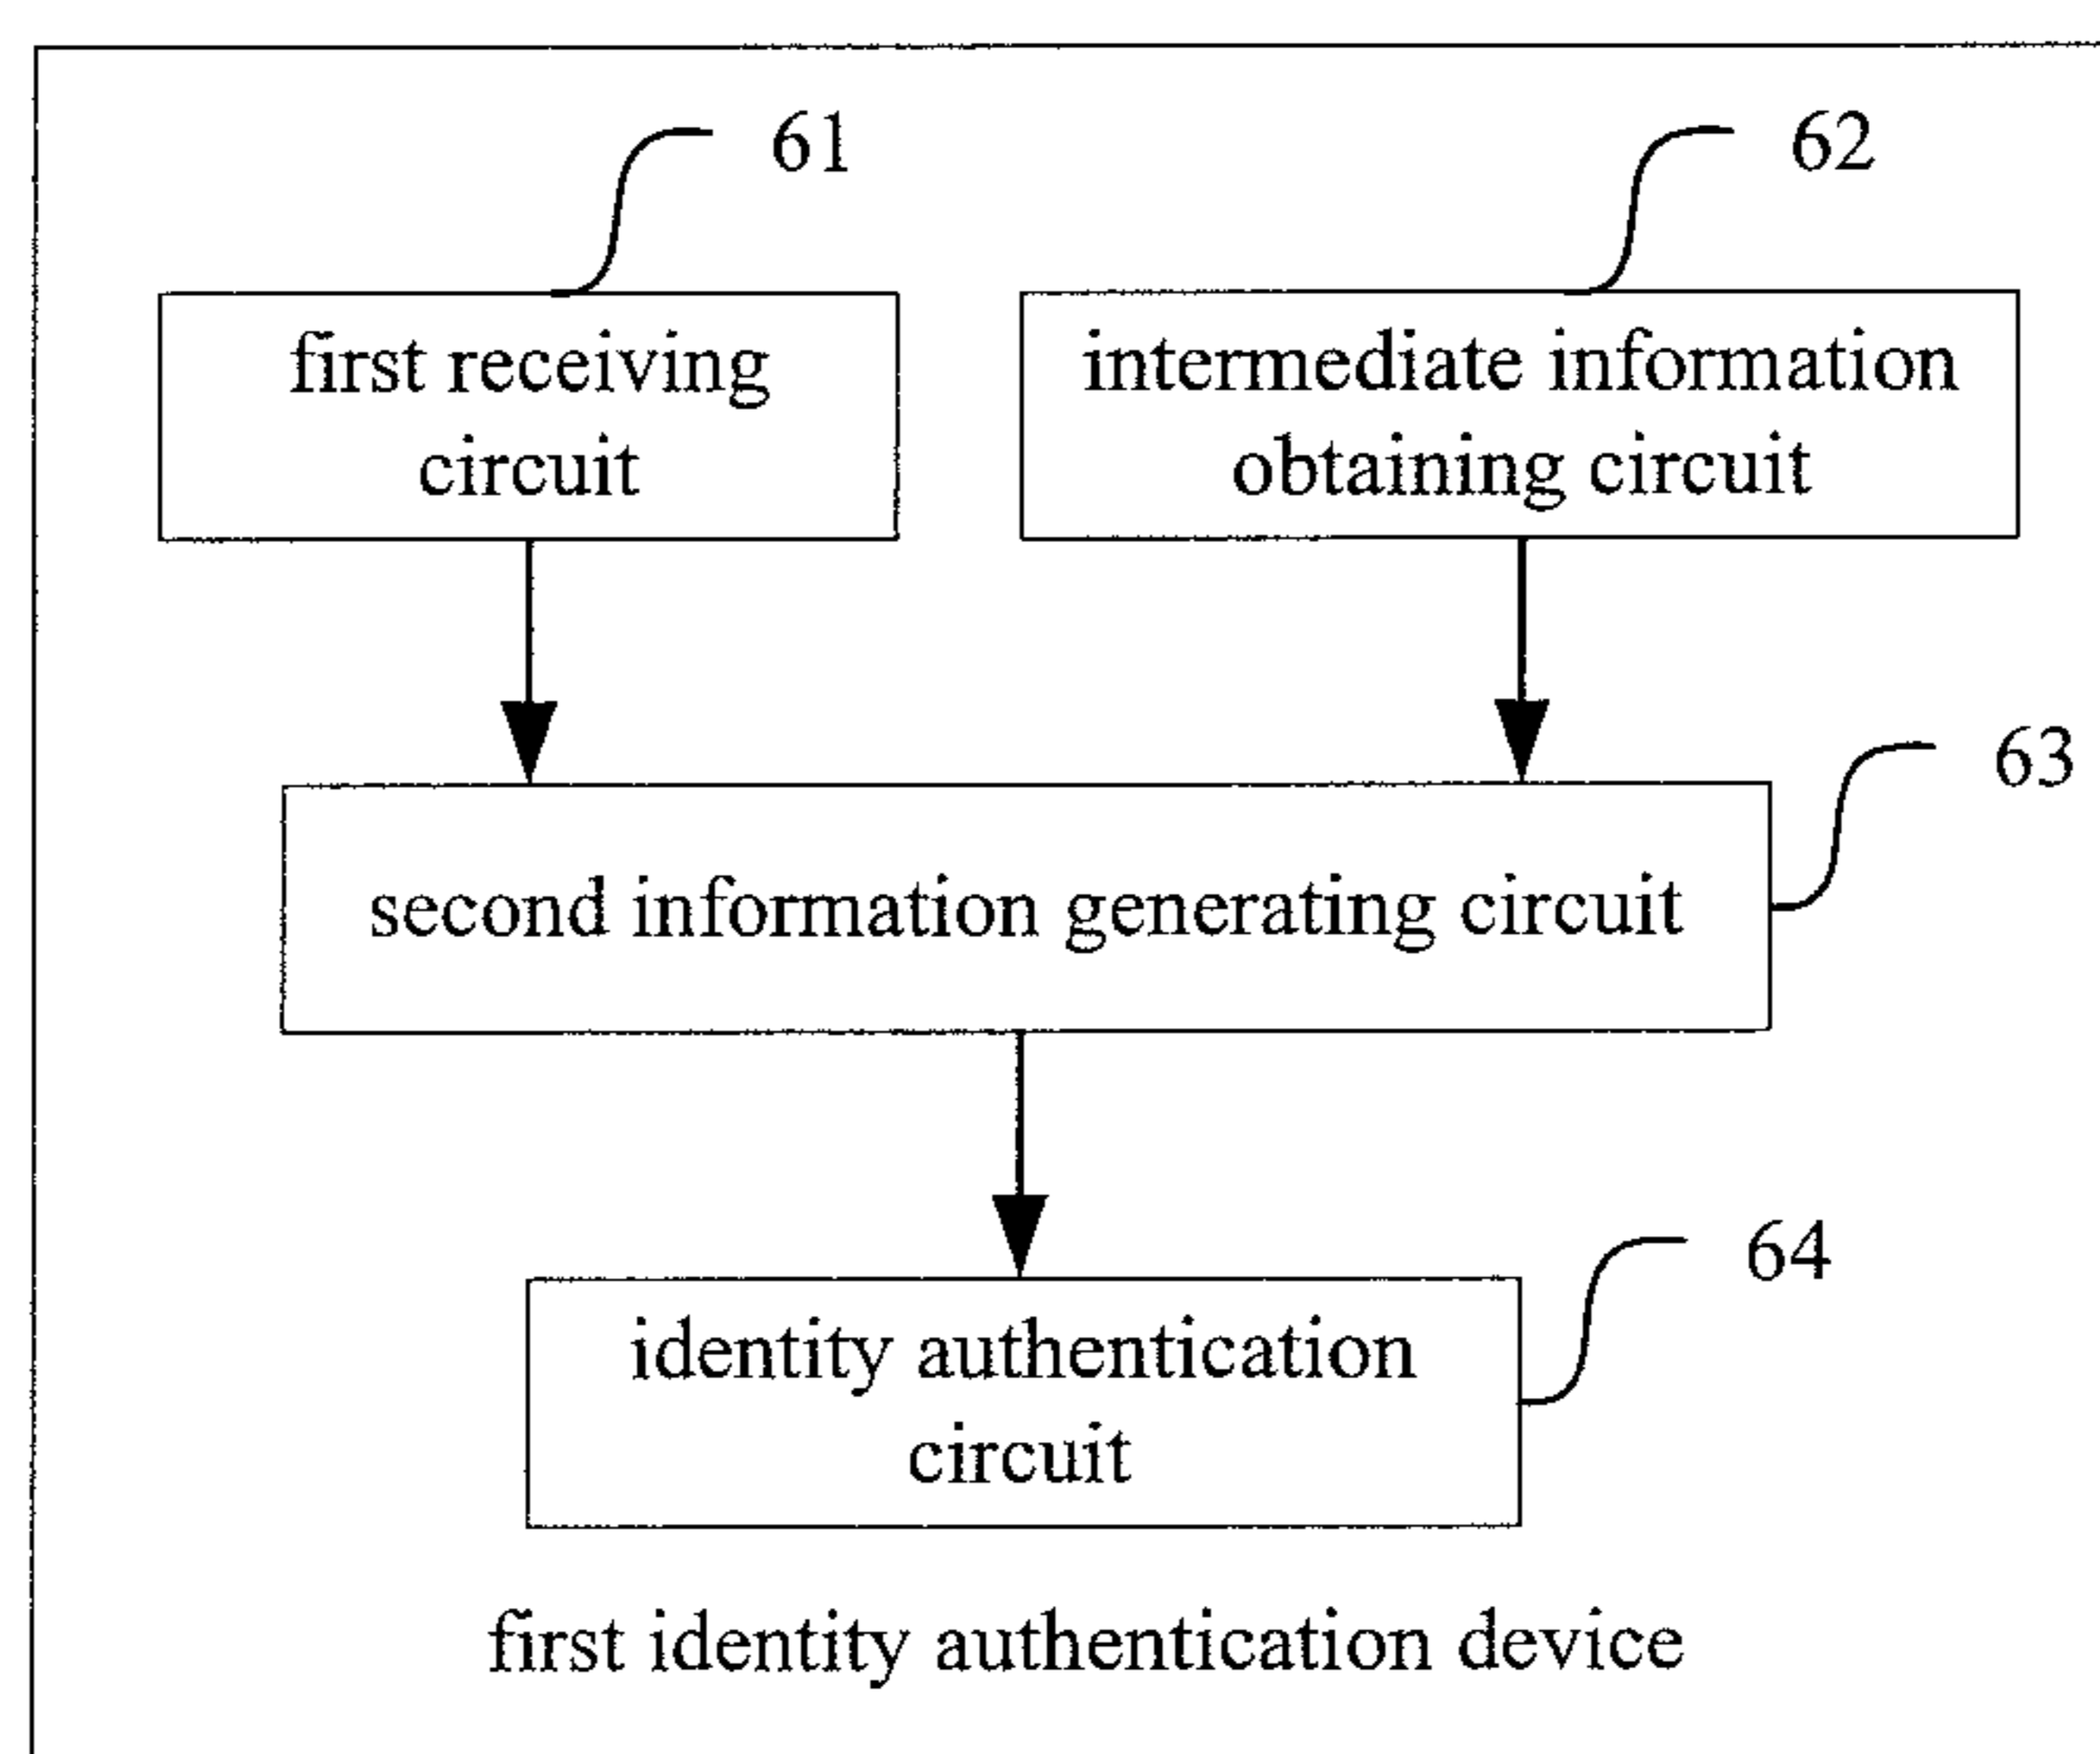 61
62
first receiving
circuit
intermediate information
obtaining circuit
63
second information generating circuit
64
identity authentication
circuit
first identity authentication device